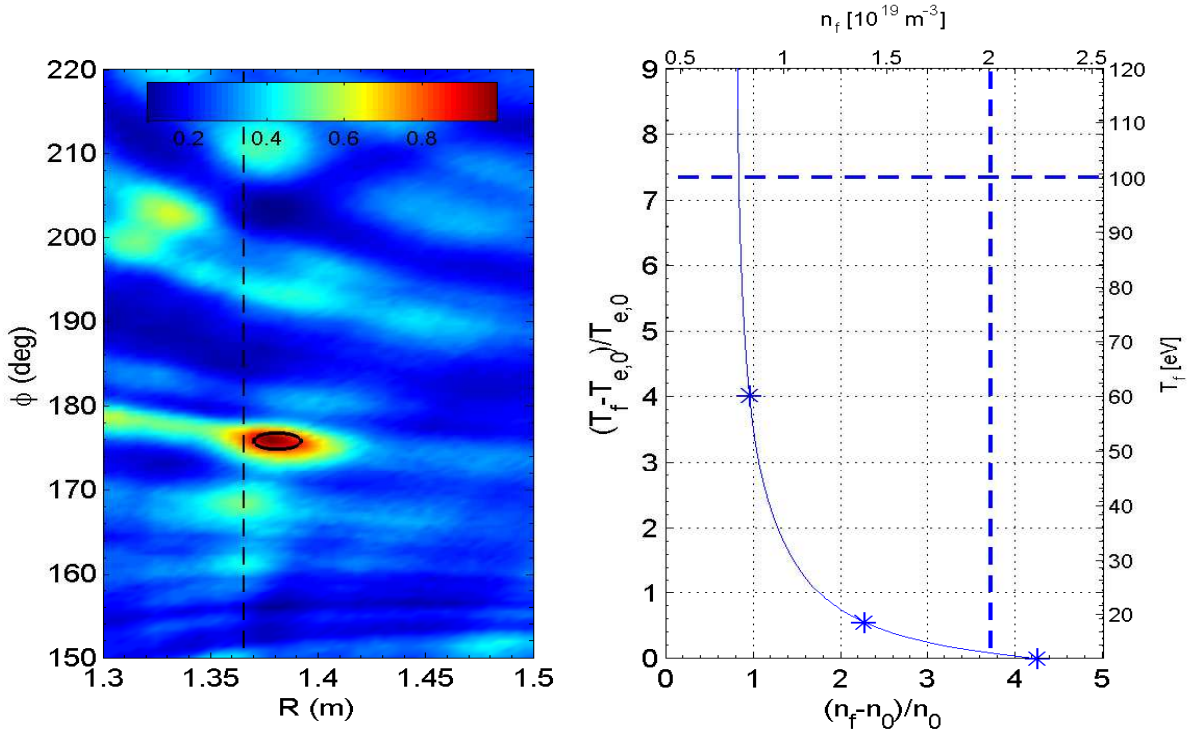 220
210
200
190
180
170
160
150
ϕ (deg)
0.2 0.4 0.6 0.8
1.3 1.35 1.4 1.45 1.5
R (m)
n_f [10^19 m^-3]
0.5 1 1.5 2 2.5
9
8
7
6
5
4
3
2
1
0
(T_f-T_e,0)/T_e,0
120
110
100
90
80
70
60
50
40
30
20
T_f [eV]
0 1 2 3 4 5
(n_f-n_0)/n_0